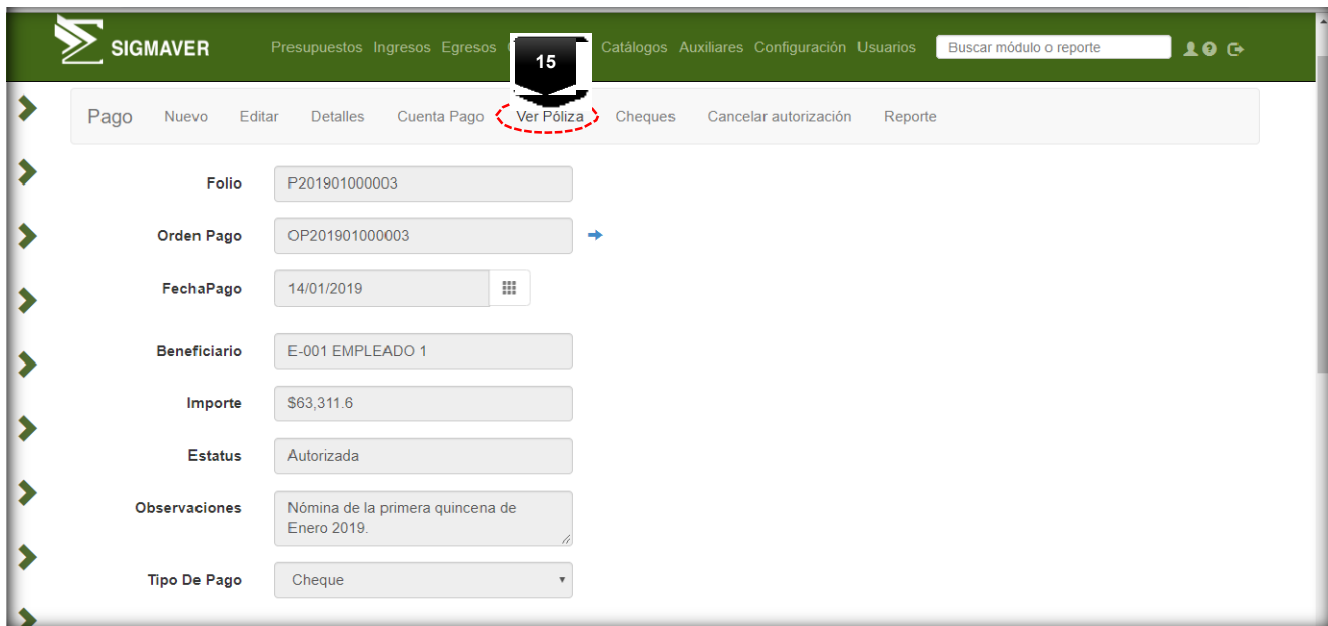 SIGMAVER
Presupuestos Ingresos Egresos Catálogos Auxiliares Configuración Usuarios Buscar módulo o reporte
15
Pago Nuevo Editar Detalles Cuenta Pago Ver Póliza Cheques Cancelar autorización Reporte
Folio P201901000003
Orden Pago OP201901000003
FechaPago 14/01/2019
Beneficiario E-001 EMPLEADO 1
Importe $63,311.6
Estatus Autorizada
Observaciones Nómina de la primera quincena de
Enero 2019.
Tipo De Pago Cheque